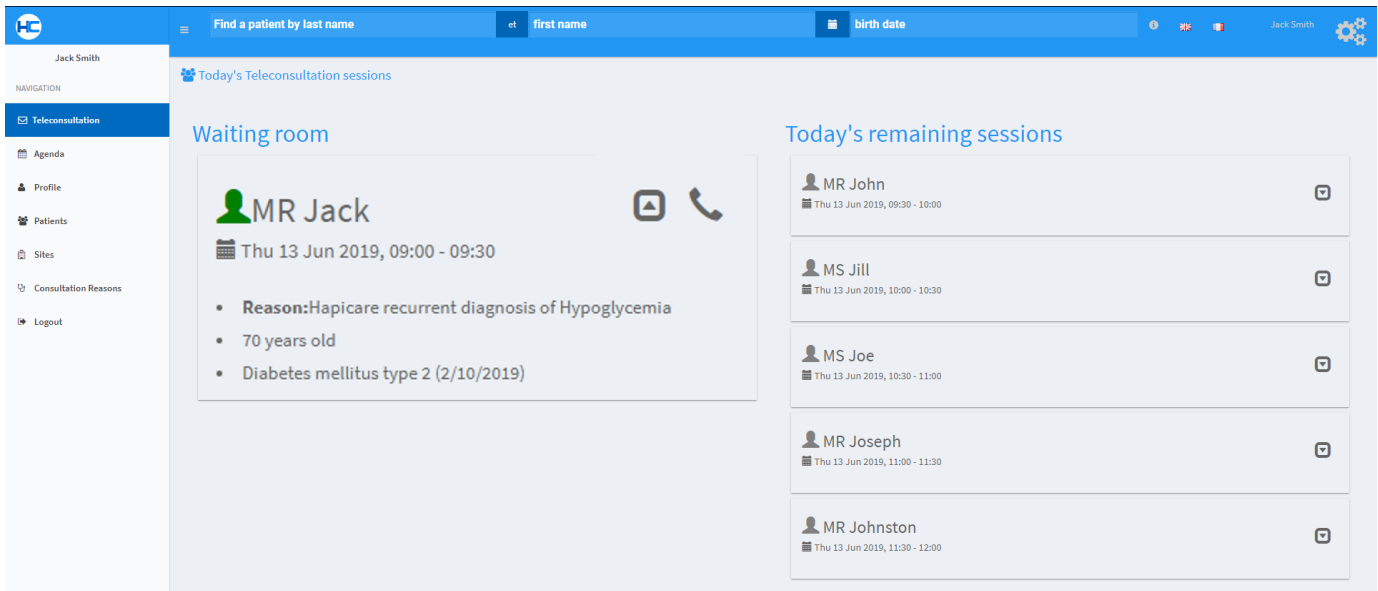 HC
Find a patient by last name
et
first name
birth date
Jack Smith
Jack Smith
NAVIGATION
Teleconsultation
Agenda
Profile
Patients
Sites
Consultation Reasons
Logout
Today's Teleconsultation sessions
Waiting room
MR Jack
Thu 13 Jun 2019, 09:00 - 09:30
Reason:Hapicare recurrent diagnosis of Hypoglycemia
70 years old
Diabetes mellitus type 2 (2/10/2019)
Today's remaining sessions
MR John
Thu 13 Jun 2019, 09:30 - 10:00
MS Jill
Thu 13 Jun 2019, 10:00 - 10:30
MS Joe
Thu 13 Jun 2019, 10:30 - 11:00
MR Joseph
Thu 13 Jun 2019, 11:00 - 11:30
MR Johnston
Thu 13 Jun 2019, 11:30 - 12:00